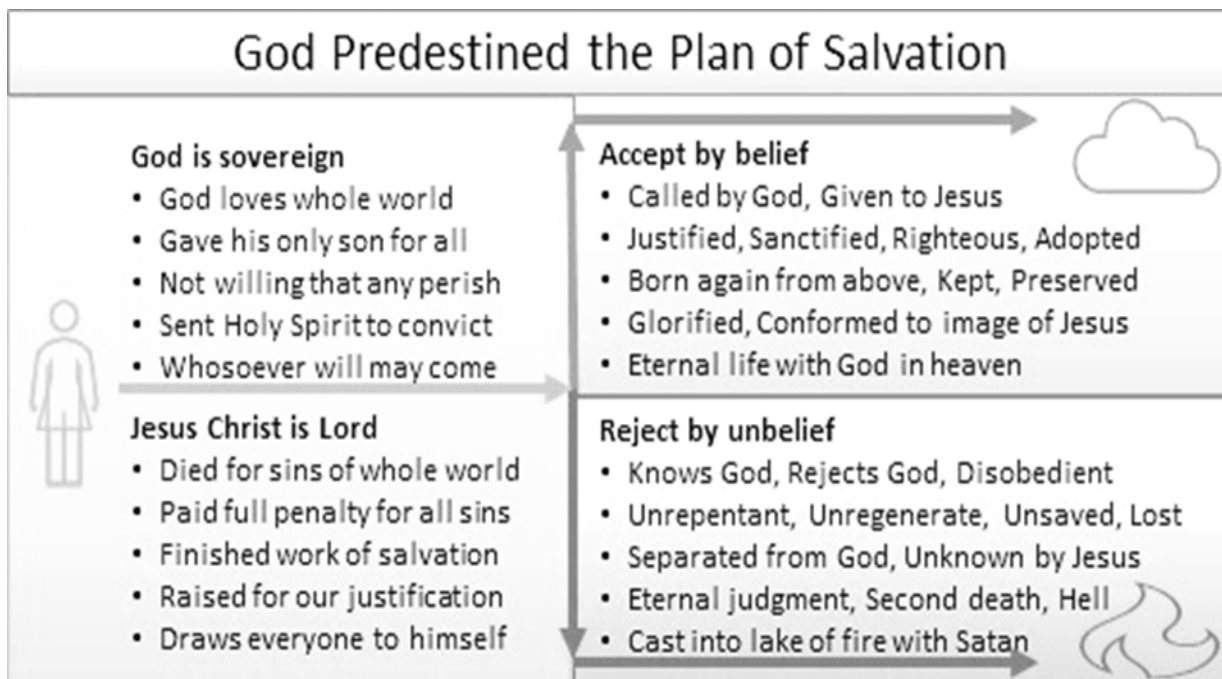 God Predestined the Plan of Salvation
God is sovereign
• God loves whole world
• Gave his only son for all
• Not willing that any perish
• Sent Holy Spirit to convict
• Whosoever will may come
Jesus Christ is Lord
• Died for sins of whole world
• Paid full penalty for all sins
• Finished work of salvation
• Raised for our justification
• Draws everyone to himself
Accept by belief
• Called by God, Given to Jesus
• Justified, Sanctified, Righteous, Adopted
• Born again from above, Kept, Preserved
• Glorified, Conformed to image of Jesus
• Eternal life with God in heaven
Reject by unbelief
• Knows God, Rejects God, Disobedient
• Unrepentant, Unregenerate, Unsaved, Lost
• Separated from God, Unknown by Jesus
• Eternal judgment, Second death, Hell
• Cast into lake of fire with Satan